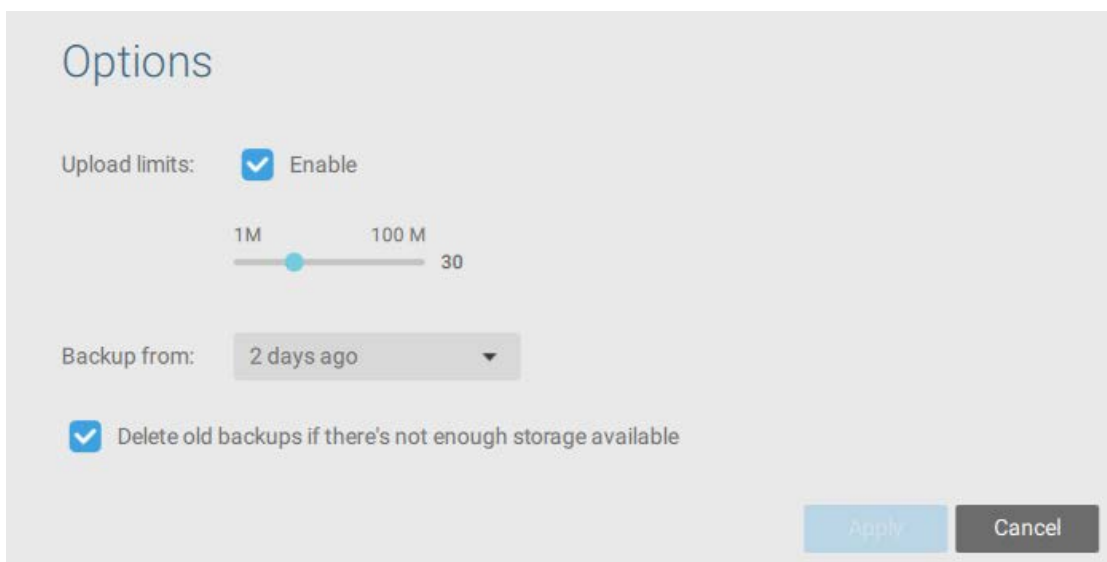 Options
Upload limits: Enable
1M 100 M
30
Backup from: 2 days ago
Delete old backups if there's not enough storage available
Apply Cancel